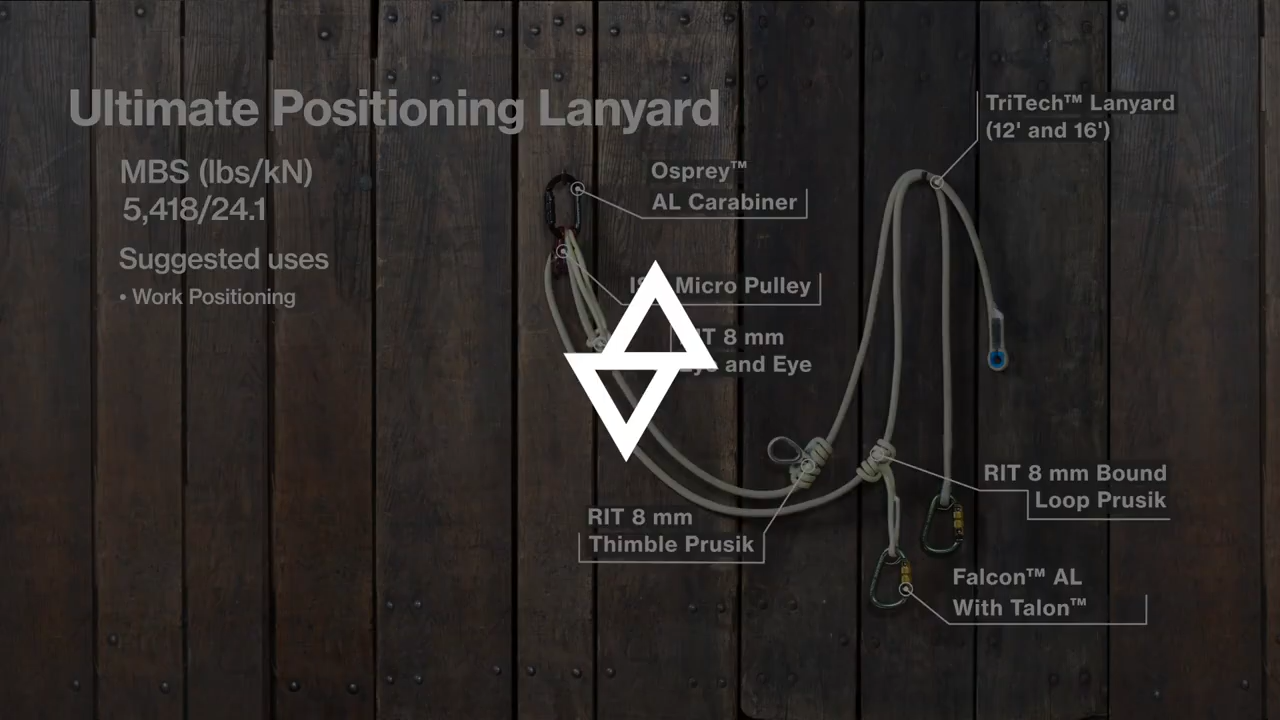 Ultimate Positioning Lanyard
MBS (lbs/kN)
5,418/24.1
Suggested uses
• Work Positioning
Osprey™
AL Carabiner
Micro Pulley
8 mm
and Eye
TriTech™ Lanyard
(12' and 16')
RIT 8 mm
Thimble Prusik
RIT 8 mm Bound
Loop Prusik
Falcon™ AL
With Talon™